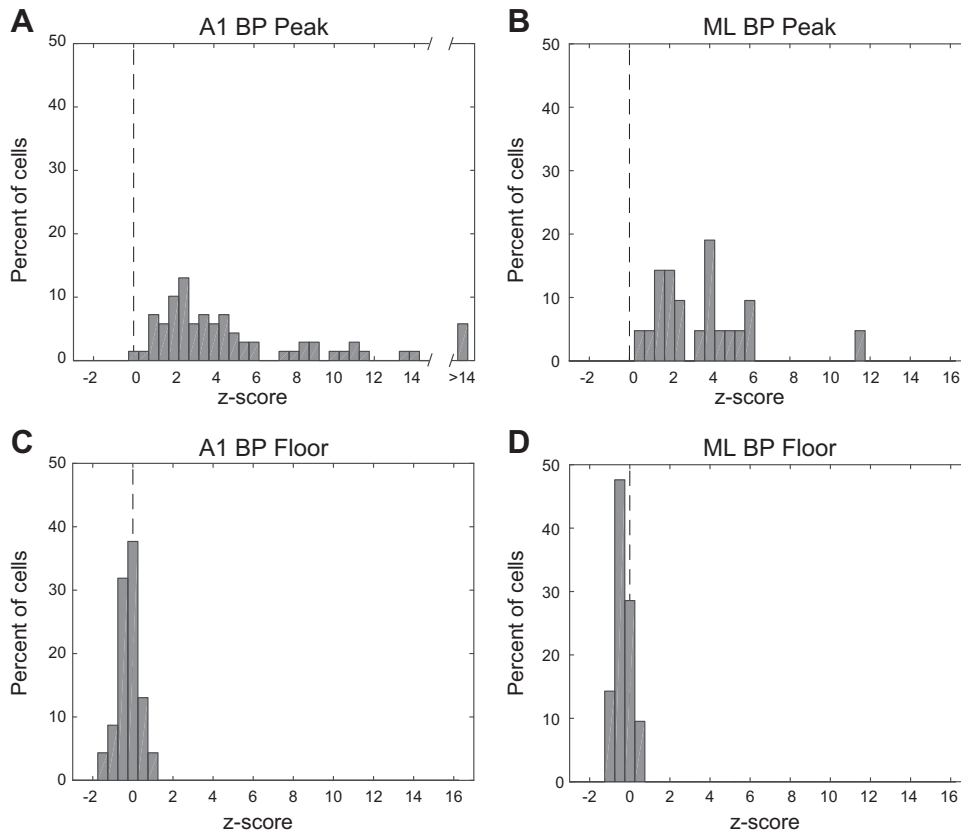 A
A1 BP Peak
50
40
30
20
10
0
Percent of cells
-2 0 2 4 6 8 10 12 14 >14
z-score
B
ML BP Peak
50
40
30
20
10
0
Percent of cells
-2 0 2 4 6 8 10 12 14 16
z-score
C
A1 BP Floor
50
40
30
20
10
0
Percent of cells
-2 0 2 4 6 8 10 12 14 16
z-score
D
ML BP Floor
50
40
30
20
10
0
Percent of cells
-2 0 2 4 6 8 10 12 14 16
z-score